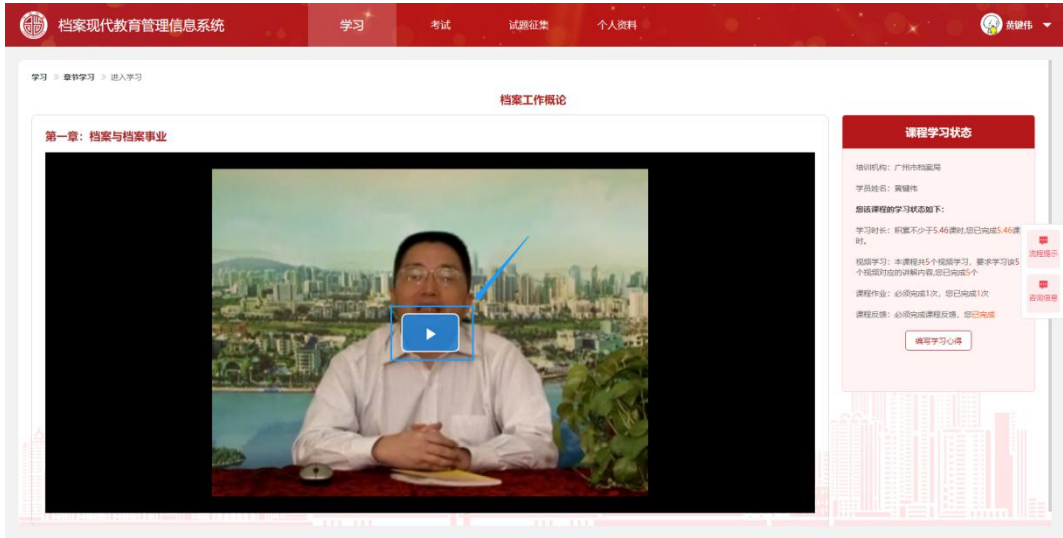 档案现代教育管理信息系统
学习
考试
试题征集
个人资料
黄键伟
学习 » 章节学习 » 进入学习
档案工作概论
第一章：档案与档案事业
课程学习状态
培训机构：广州市档案局
学员姓名：黄键伟
您该课程的学习状态如下：
学习时长：积累不少于5.46课时,您已完成5.46课
时。
视频学习：本课程共5个视频学习，要求学习该5
个视频对应的讲解内容,您已完成5个
课程作业：必须完成1次，您已完成1次
课程反馈：必须完成课程反馈，您已完成
编写学习心得
流程提示
咨询信息